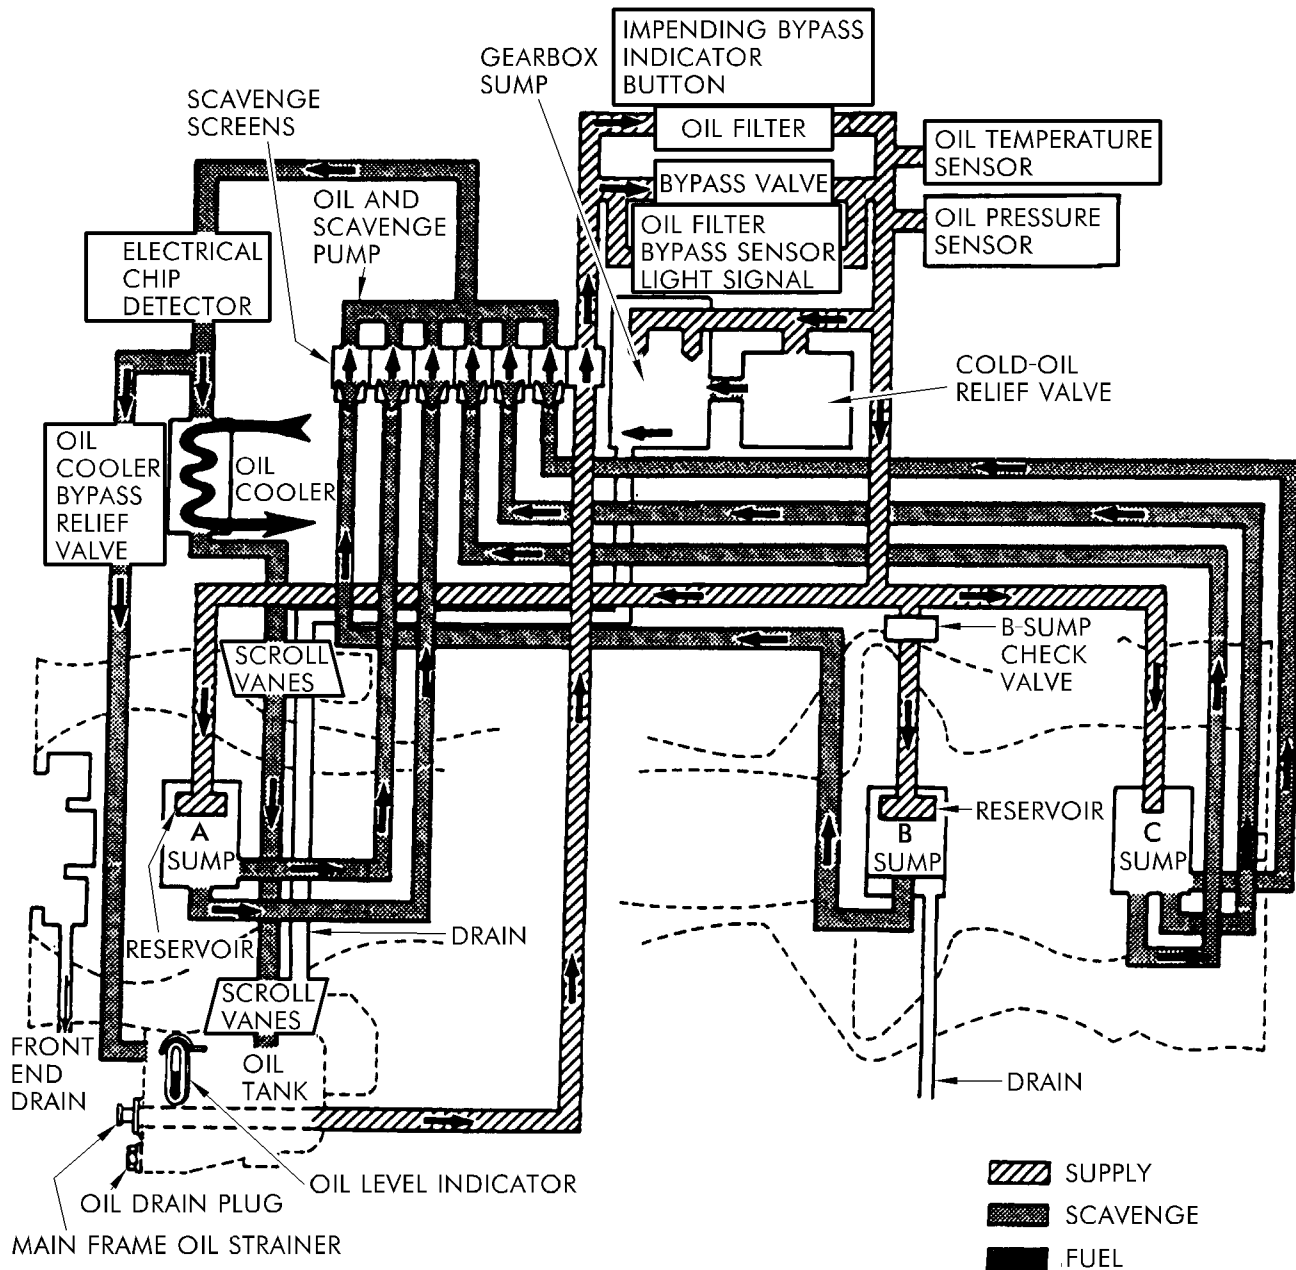 IMPENDING BYPASS
INDICATOR
BUTTON
GEARBOX
SUMP
SCAVENGE
SCREENS
OIL FILTER
OIL TEMPERATURE
SENSOR
BYPASS VALVE
OIL AND
SCAVENGE
PUMP
OIL FILTER
BYPASS SENSOR
LIGHT SIGNAL
OIL PRESSURE
SENSOR
ELECTRICAL
CHIP
DETECTOR
COLD-OIL
RELIEF VALVE
OIL
COOLER
BYPASS
RELIEF
VALVE
OIL
COOLER
B-SUMP
CHECK
VALVE
SCROLL
VANES
RESERVOIR
A
SUMP
B
SUMP
C
SUMP
RESERVOIR
DRAIN
SCROLL
VANES
FRONT
END
DRAIN
OIL
TANK
DRAIN
OIL LEVEL INDICATOR
OIL DRAIN PLUG
MAIN FRAME OIL STRAINER
SUPPLY
SCAVENGE
FUEL